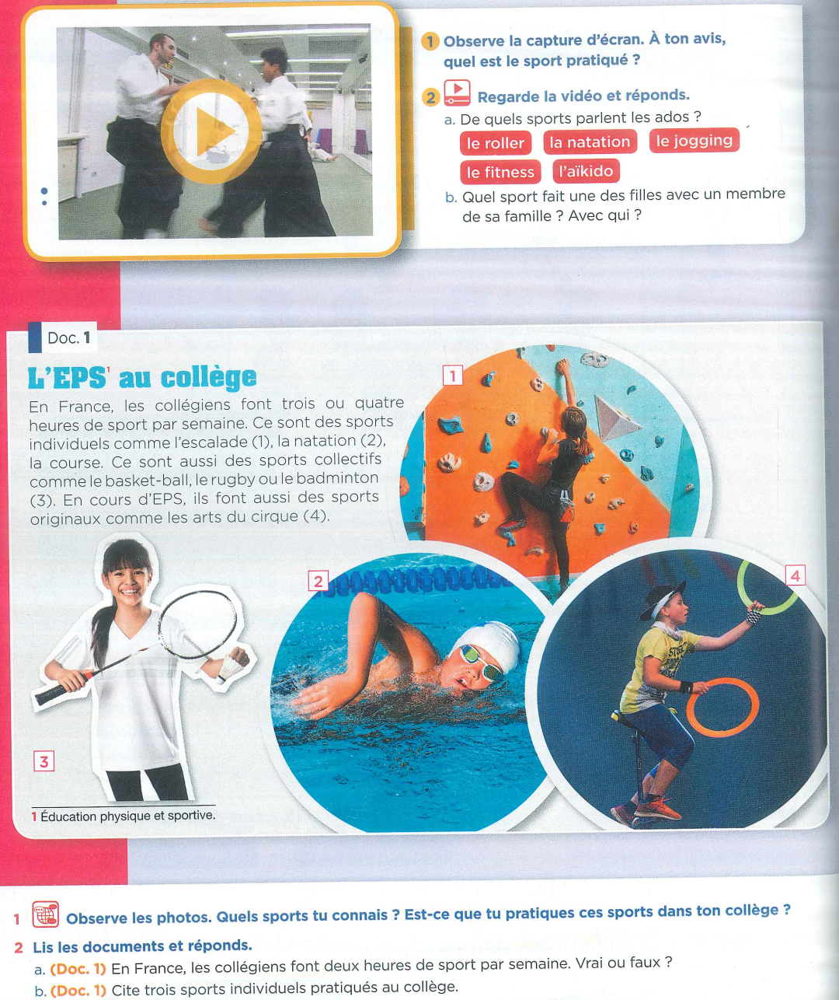 1 Observe la capture d'écran. À ton avis,
quel est le sport pratiqué ?
2 Regarde la vidéo et réponds.
a. De quels sports parlent les ados ?
le roller la natation le jogging
le fitness l'aïkido
b. Quel sport fait une des filles avec un membre
de sa famille ? Avec qui ?
Doc. 1
L'EPS¹ au collège
En France, les collégiens font trois ou quatre
heures de sport par semaine. Ce sont des sports
individuels comme l'escalade (1), la natation (2),
la course. Ce sont aussi des sports collectifs
comme le basket-ball, le rugby ou le badminton
(3). En cours d'EPS, ils font aussi des sports
originaux comme les arts du cirque (4).
1
2
4
3
1 Éducation physique et sportive.
1 Observe les photos. Quels sports tu connais ? Est-ce que tu pratiques ces sports dans ton collège ?
2 Lis les documents et réponds.
a. (Doc. 1) En France, les collégiens font deux heures de sport par semaine. Vrai ou faux ?
b. (Doc. 1) Cite trois sports individuels pratiqués au collège.